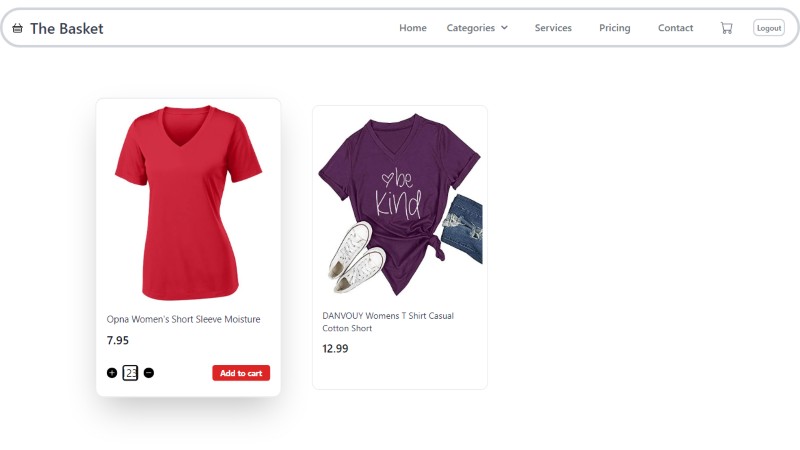 The Basket
Home
Categories
Services
Pricing
Contact
Logout
be
kind
Opna Women's Short Sleeve Moisture
7.95
23
Add to cart
DANVOUY Womens T Shirt Casual
Cotton Short
12.99